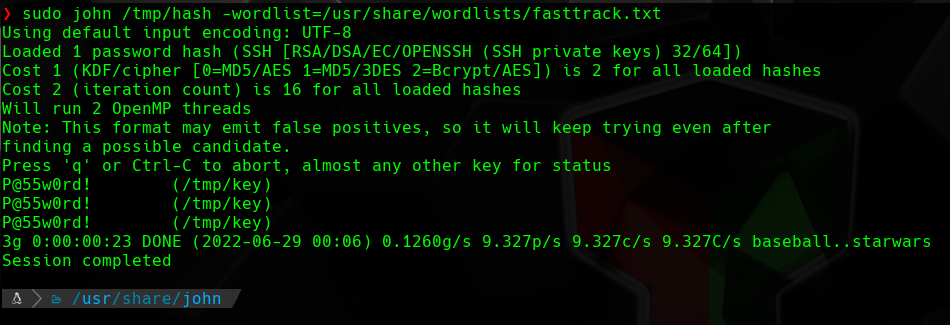 ❯ sudo john /tmp/hash -wordlist=/usr/share/wordlists/fasttrack.txt
Using default input encoding: UTF-8
Loaded 1 password hash (SSH [RSA/DSA/EC/OPENSSH (SSH private keys) 32/64])
Cost 1 (KDF/cipher [0=MD5/AES 1=MD5/3DES 2=Bcrypt/AES]) is 2 for all loaded hashes
Cost 2 (iteration count) is 16 for all loaded hashes
Will run 2 OpenMP threads
Note: This format may emit false positives, so it will keep trying even after
finding a possible candidate.
Press 'q' or Ctrl-C to abort, almost any other key for status
P@55w0rd!        (/tmp/key)
P@55w0rd!        (/tmp/key)
P@55w0rd!        (/tmp/key)
3g 0:00:00:23 DONE (2022-06-29 00:06) 0.1260g/s 9.327p/s 9.327c/s 9.327C/s baseball..starwars
Session completed
/usr/share/john